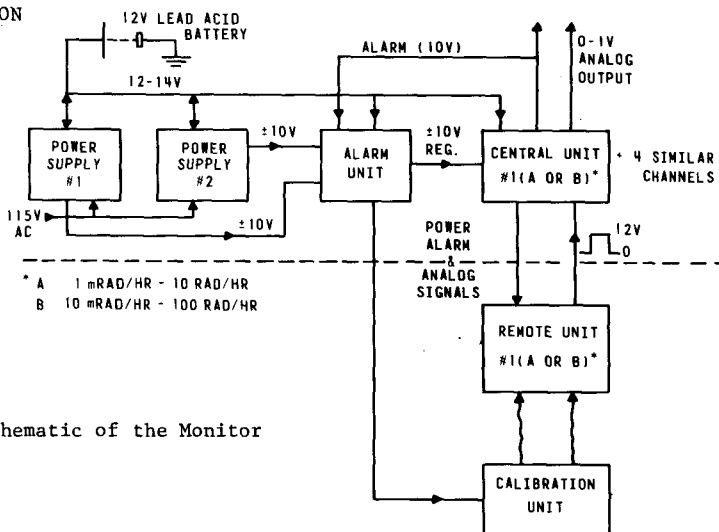 ON
12V LEAD ACID
BATTERY
ALARM (10V)
0-1V
ANALOG
OUTPUT
12-14V
POWER
SUPPLY
#1
POWER
SUPPLY
#2
±10V
ALARM
UNIT
±10V
REG.
CENTRAL UNIT
#1(A OR B)*
+ 4 SIMILAR
CHANNELS
115V
AC
±10V
POWER
ALARM
&
ANALOG
SIGNALS
12V
0
* A 1 mRAD/HR - 10 RAD/HR
B 10 mRAD/HR - 100 RAD/HR
REMOTE UNIT
#1(A OR B)*
hematic of the Monitor
CALIBRATION
UNIT